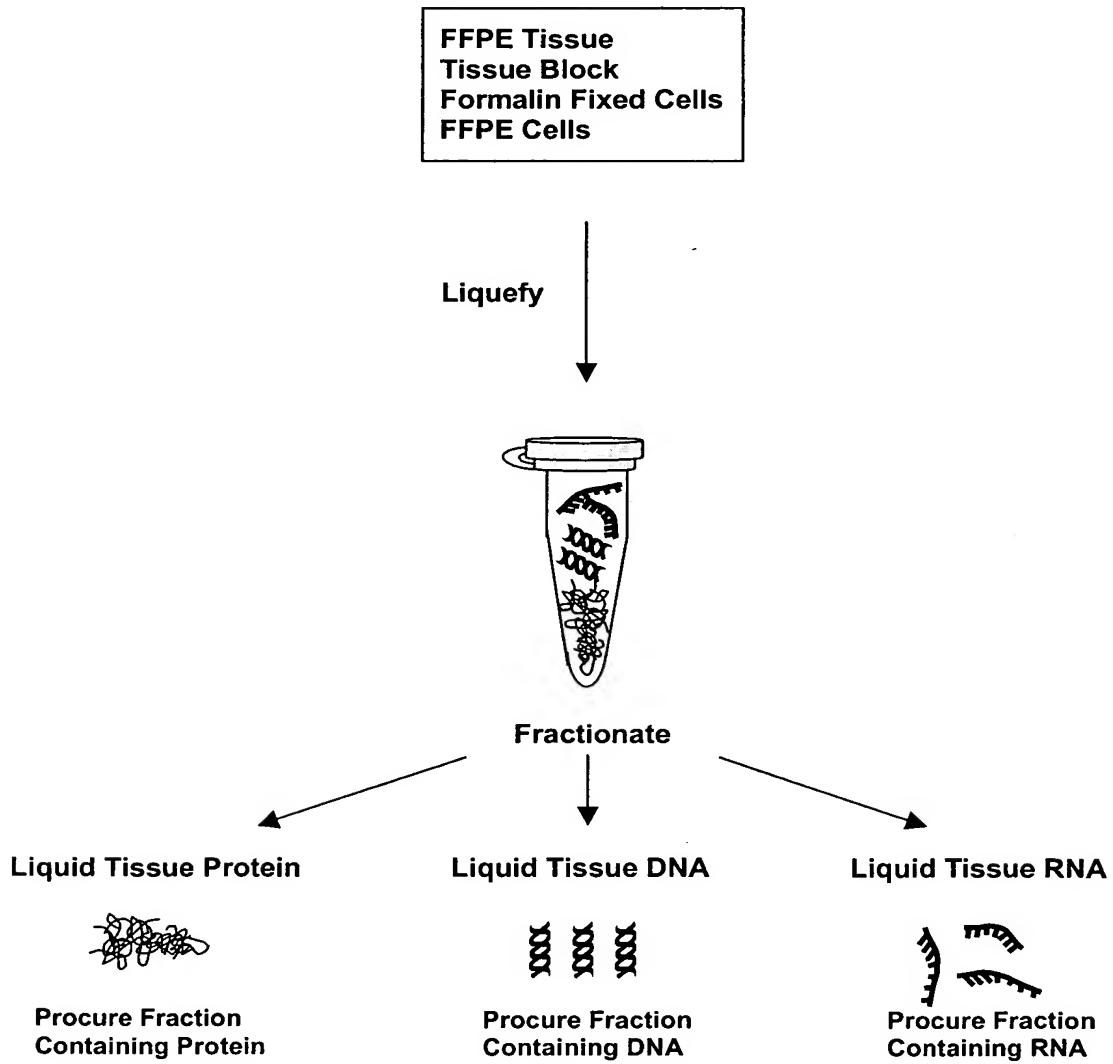 FFPE Tissue
Tissue Block
Formalin Fixed Cells
FFPE Cells
Liquefy
Fractionate
Liquid Tissue Protein
Liquid Tissue DNA
Liquid Tissue RNA
Procure Fraction
Containing Protein
Procure Fraction
Containing DNA
Procure Fraction
Containing RNA